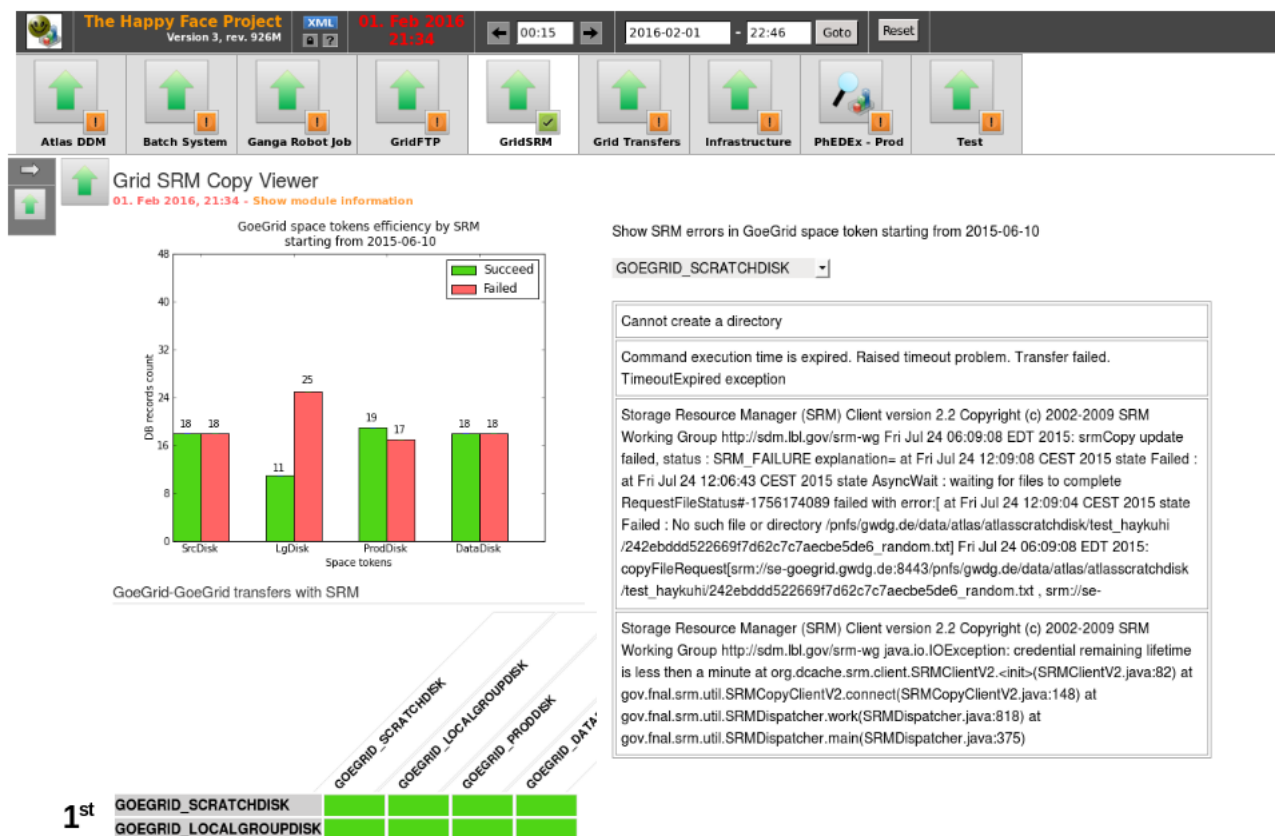 The Happy Face Project
Version 3, rev. 926M
XML
?
01. Feb 2016
21:34
00:15
2016-02-01 - 22:46 Goto Reset
Atlas DDM
Batch System
Ganga Robot Job
GridFTP
GridSRM
Grid Transfers
Infrastructure
PhEDEx - Prod
Test
Grid SRM Copy Viewer
01. Feb 2016, 21:34 - Show module information
GoeGrid space tokens efficiency by SRM
starting from 2015-06-10
48
40
32
24
16
8
0
DB records count
Succeed
Failed
18 18
11 25
19 17
18 18
SrcDisk LgDisk ProdDisk DataDisk
Space tokens
GoeGrid-GoeGrid transfers with SRM
GOEGRID_SCRATCHDISK
GOEGRID_LOCALGROUPDISK
GOEGRID_PRODDISK
GOEGRID_DATA
1st
GOEGRID_SCRATCHDISK
GOEGRID_LOCALGROUPDISK
Show SRM errors in GoeGrid space token starting from 2015-06-10
GOEGRID_SCRATCHDISK
Cannot create a directory
Command execution time is expired. Raised timeout problem. Transfer failed.
TimeoutExpired exception
Storage Resource Manager (SRM) Client version 2.2 Copyright (c) 2002-2009 SRM
Working Group http://sdm.lbl.gov/srm-wg Fri Jul 24 06:09:08 EDT 2015: srmCopy update
failed, status : SRM_FAILURE explanation= at Fri Jul 24 12:09:08 CEST 2015 state Failed :
at Fri Jul 24 12:06:43 CEST 2015 state AsyncWait : waiting for files to complete
RequestFileStatus#-1756174089 failed with error:[ at Fri Jul 24 12:09:04 CEST 2015 state
Failed : No such file or directory /pnfs/gwdg.de/data/atlas/atlasscratchdisk/test_haykuhi
/242ebddd522669f7d62c7c7aecbe5de6_random.txt] Fri Jul 24 06:09:08 EDT 2015:
copyFileRequest[srm://se-goegrid.gwdg.de:8443/pnfs/gwdg.de/data/atlas/atlasscratchdisk
/test_haykuhi/242ebddd522669f7d62c7c7aecbe5de6_random.txt , srm://se-
Storage Resource Manager (SRM) Client version 2.2 Copyright (c) 2002-2009 SRM
Working Group http://sdm.lbl.gov/srm-wg java.io.IOException: credential remaining lifetime
is less then a minute at org.dcache.srm.client.SRMClientV2.<init>(SRMClientV2.java:82) at
gov.fnal.srm.util.SRMCopyClientV2.connect(SRMCopyClientV2.java:148) at
gov.fnal.srm.util.SRMDispatcher.work(SRMDispatcher.java:818) at
gov.fnal.srm.util.SRMDispatcher.main(SRMDispatcher.java:375)